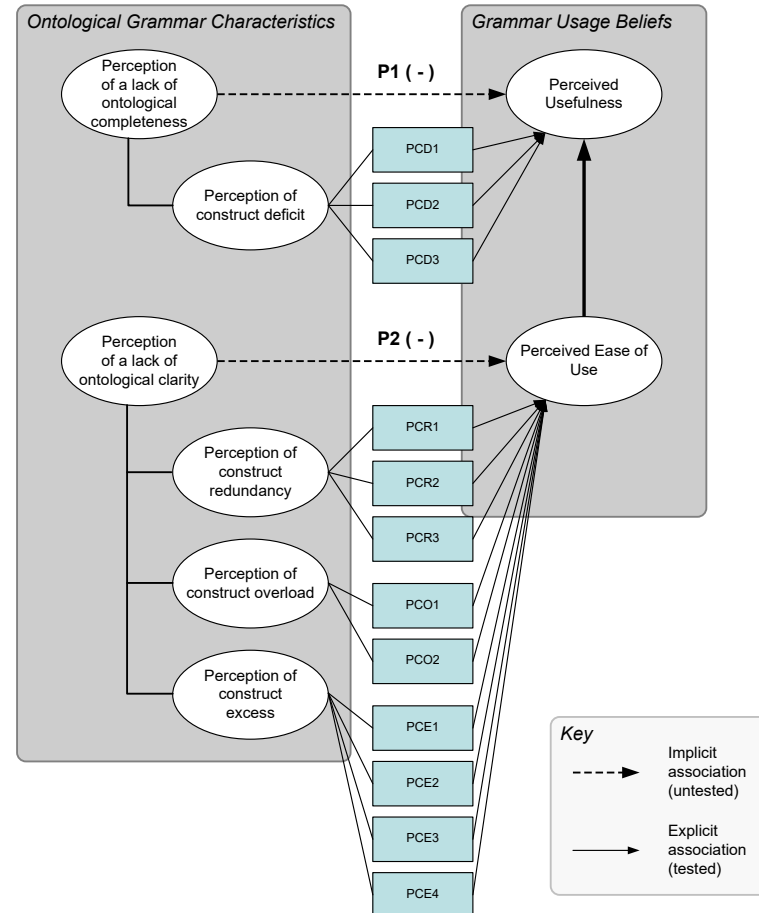 Ontological Grammar Characteristics
Grammar Usage Beliefs
Perception
of a lack of
ontological
completeness
P1 ( - )
Perceived
Usefulness
PCD1
Perception of
construct deficit
PCD2
PCD3
Perception
of a lack of
ontological clarity
P2 ( - )
Perceived Ease of
Use
PCR1
Perception of
construct
redundancy
PCR2
PCR3
Perception of
construct overload
PCO1
PCO2
Perception of
construct
excess
PCE1
PCE2
PCE3
PCE4
Key
Implicit
association
(untested)
Explicit
association
(tested)